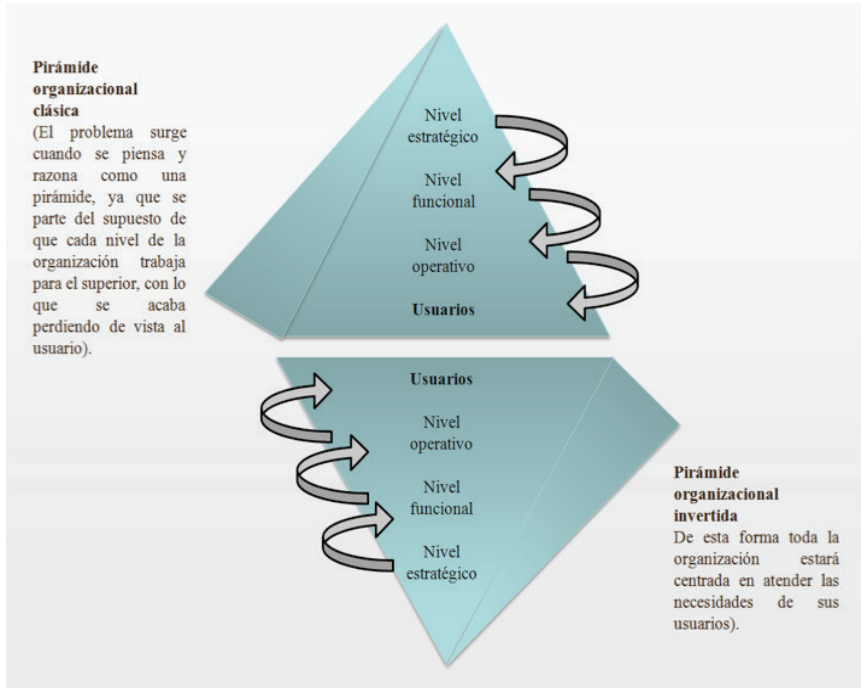 Pirámide
organizacional
clásica
(El problema surge
cuando se piensa y
razona como una
pirámide, ya que se
parte del supuesto de
que cada nivel de la
organización trabaja
para el superior, con lo
que se acaba
perdiendo de vista al
usuario).
Nivel
estratégico
Nivel
funcional
Nivel
operativo
Usuarios
Usuarios
Nivel
operativo
Nivel
funcional
Nivel
estratégico
Pirámide
organizacional
invertida
De esta forma toda la
organización estará
centrada en atender las
necesidades de sus
usuarios).